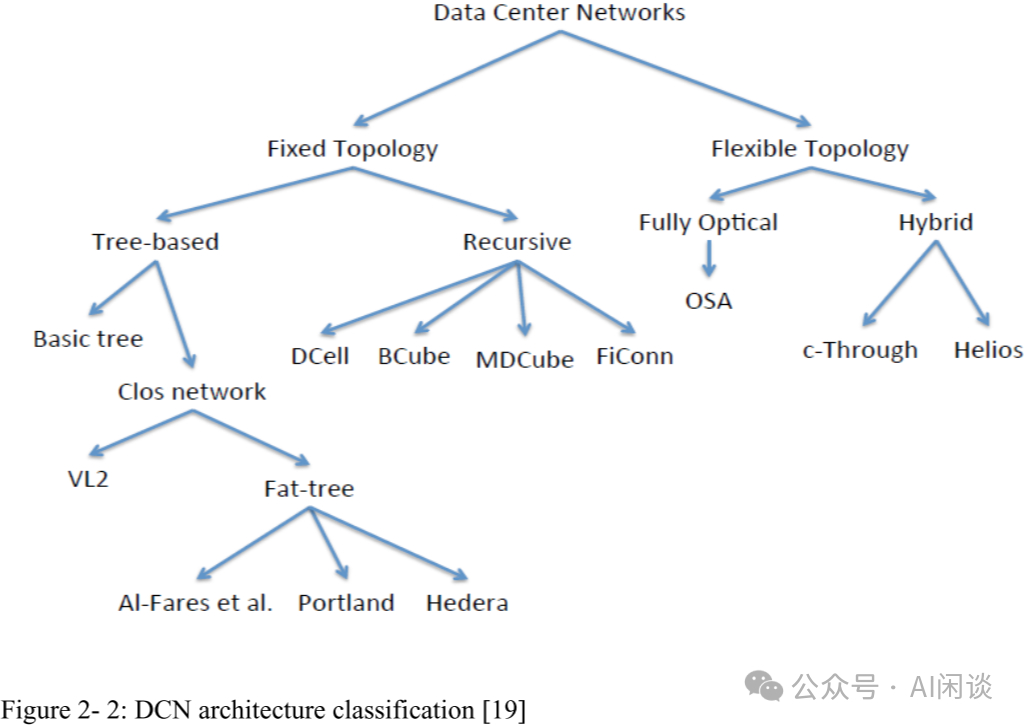 Data Center Networks
Fixed Topology
Flexible Topology
Tree-based
Recursive
Fully Optical
Hybrid
Basic tree
DCell
BCube
MDCube
FiConn
OSA
c-Through
Helios
Clos network
VL2
Fat-tree
Al-Fares et al.
Portland
Hedera
公众号 · AI闲谈
Figure 2- 2: DCN architecture classification [19]